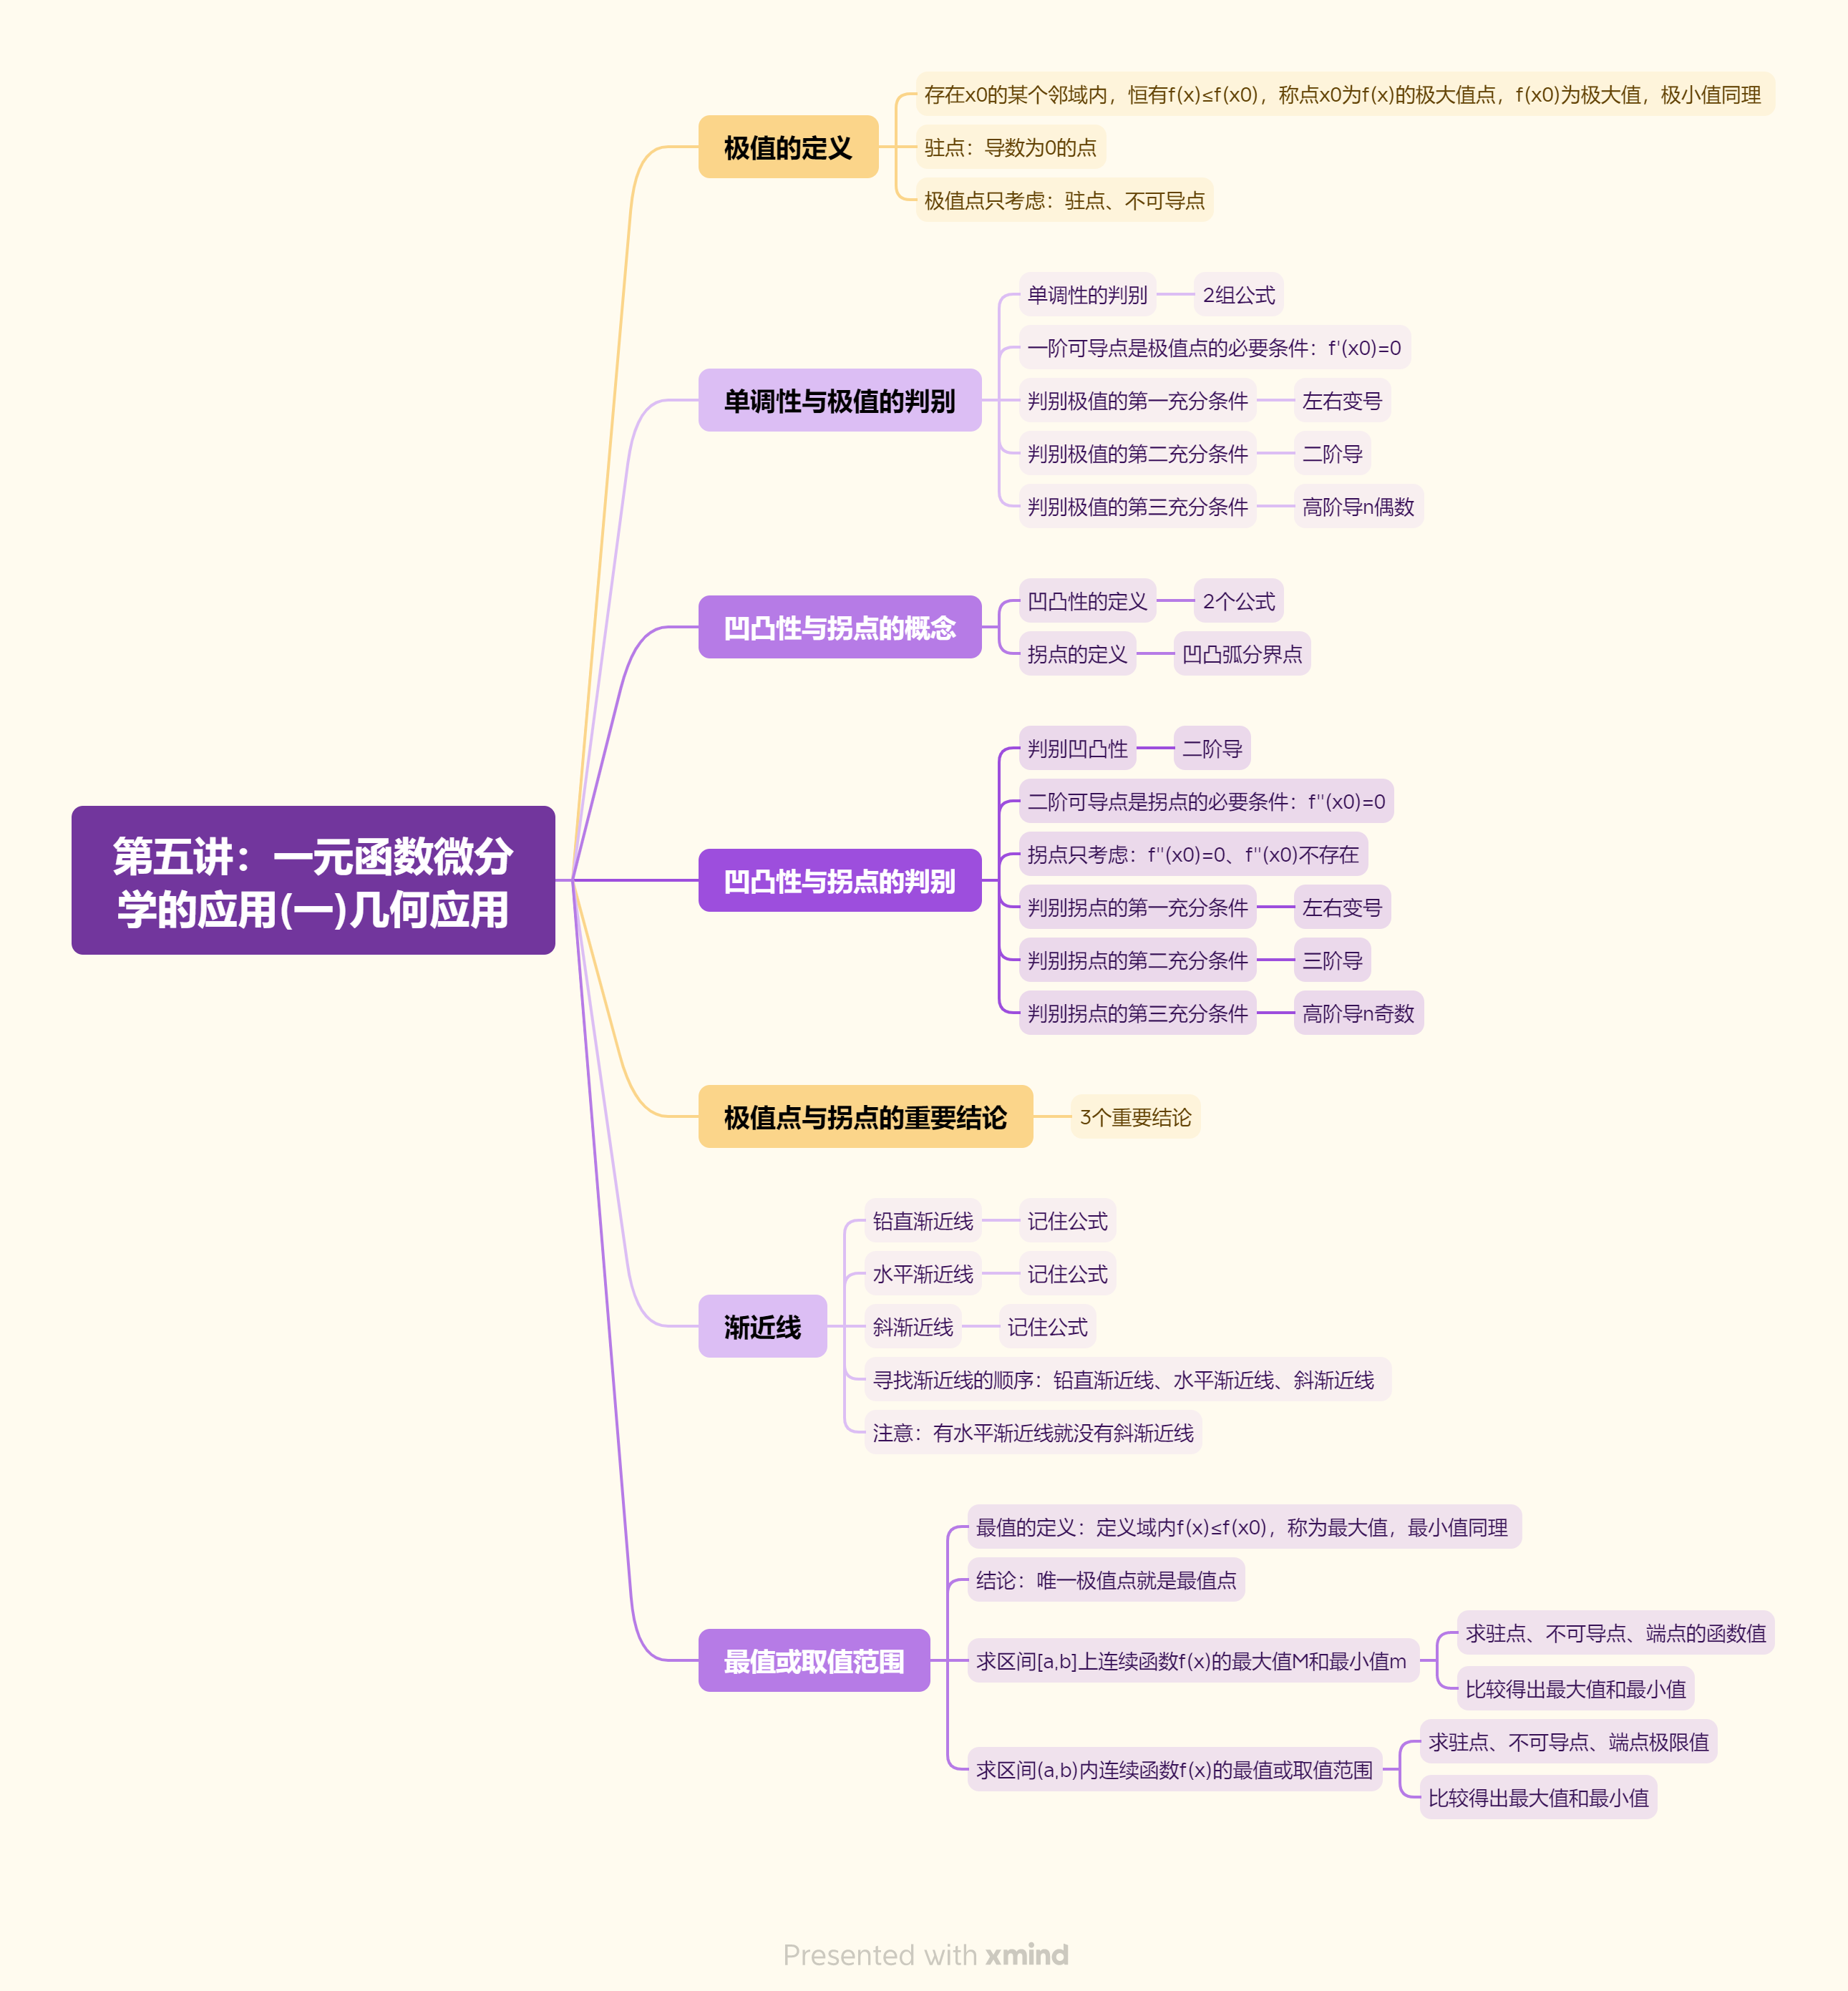 第五讲：一元函数微分
学的应用(一)几何应用
极值的定义
存在x0的某个邻域内，恒有f(x)≤f(x0)，称点x0为f(x)的极大值点，f(x0)为极大值，极小值同理
驻点：导数为0的点
极值点只考虑：驻点、不可导点
单调性与极值的判别
单调性的判别
2组公式
一阶可导点是极值点的必要条件：f'(x0)=0
判别极值的第一充分条件
左右变号
判别极值的第二充分条件
二阶导
判别极值的第三充分条件
高阶导n偶数
凹凸性与拐点的概念
凹凸性的定义
2个公式
拐点的定义
凹凸弧分界点
凹凸性与拐点的判别
判别凹凸性
二阶导
二阶可导点是拐点的必要条件：f''(x0)=0
拐点只考虑：f''(x0)=0、f''(x0)不存在
判别拐点的第一充分条件
左右变号
判别拐点的第二充分条件
三阶导
判别拐点的第三充分条件
高阶导n奇数
极值点与拐点的重要结论
3个重要结论
渐近线
铅直渐近线
记住公式
水平渐近线
记住公式
斜渐近线
记住公式
寻找渐近线的顺序：铅直渐近线、水平渐近线、斜渐近线
注意：有水平渐近线就没有斜渐近线
最值或取值范围
最值的定义：定义域内f(x)≤f(x0)，称为最大值，最小值同理
结论：唯一极值点就是最值点
求区间[a,b]上连续函数f(x)的最大值M和最小值m
求驻点、不可导点、端点的函数值
比较得出最大值和最小值
求区间(a,b)内连续函数f(x)的最值或取值范围
求驻点、不可导点、端点极限值
比较得出最大值和最小值
Presented with xmind